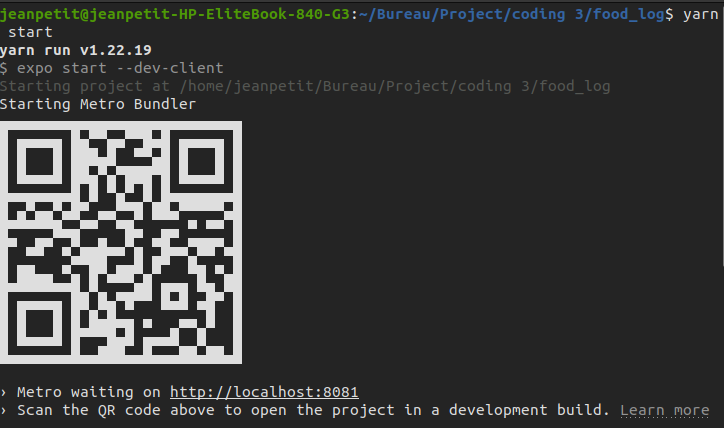 jeanpetit@jeanpetit-HP-EliteBook-840-G3:~/Bureau/Project/coding 3/food_log$ yarn
start
yarn run v1.22.19
$ expo start --dev-client
Starting project at /home/jeanpetit/Bureau/Project/coding 3/food_log
Starting Metro Bundler
› Metro waiting on http://localhost:8081
› Scan the QR code above to open the project in a development build. Learn more